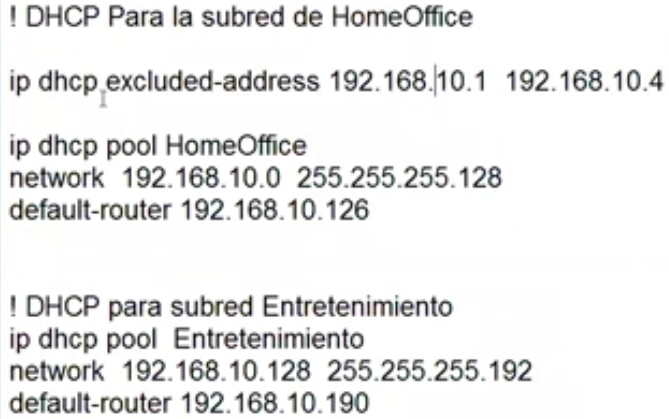 ! DHCP Para la subred de HomeOffice
ip dhcp excluded-address 192.168.10.1 192.168.10.4
ip dhcp pool HomeOffice
network 192.168.10.0 255.255.255.128
default-router 192.168.10.126
! DHCP para subred Entretenimiento
ip dhcp pool Entretenimiento
network 192.168.10.128 255.255.255.192
default-router 192.168.10.190